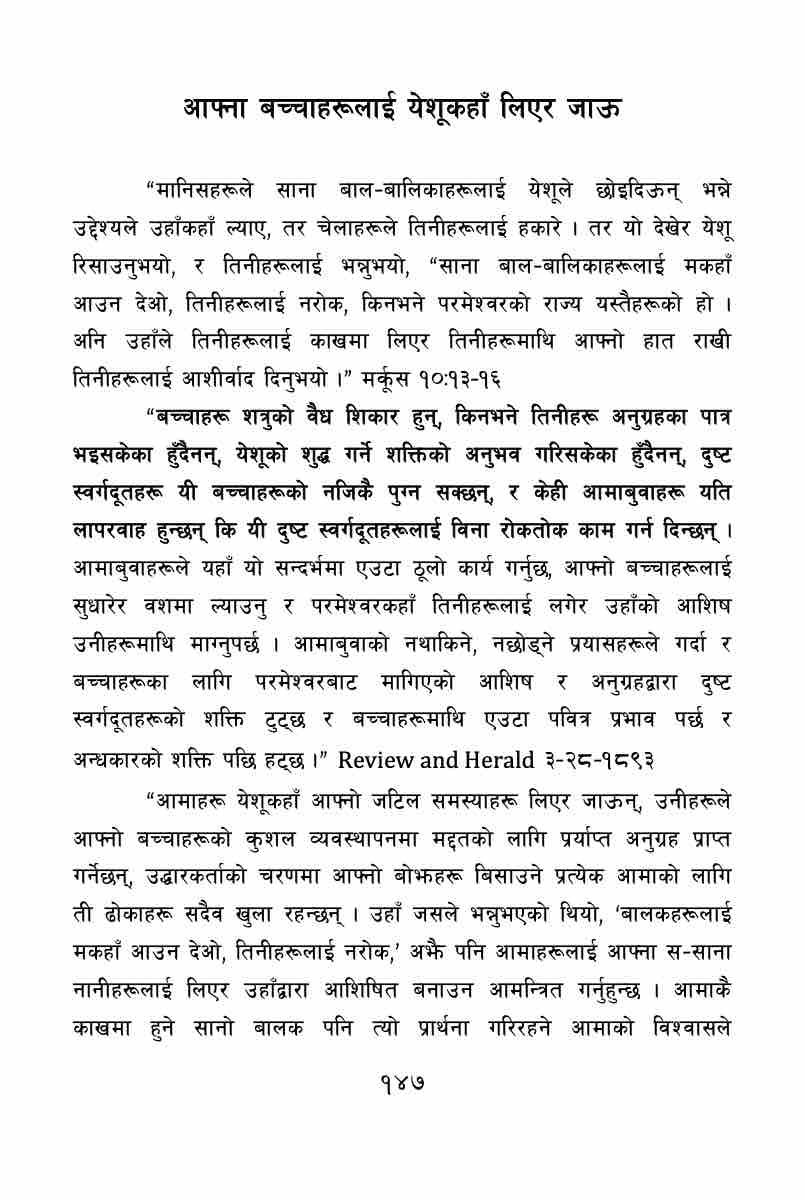 आफ्ना बच्चाहरूलाई येशूकहाँ लिएर जाऊ
“मानिसहरूले साना बाल-बालिकाहरूलाई येशूले छोइदिऊन् भन्ने
उद्देश्यले उहाँकहाँ ल्याए, तर चेलाहरूले तिनीहरूलाई हकारे । तर यो देखेर येशू
रिसाउनुभयो, र तिनीहरूलाई भन्नुभयो, “साना बाल-बालिकाहरूलाई मकहाँ
आउन देओ, तिनीहरूलाई नरोक, किनभने परमेश्वरको राज्य यस्तैहरूको हो ।
अनि उहाँले तिनीहरूलाई काखमा लिएर तिनीहरूमाथि आफ्नो हात राखी
तिनीहरूलाई आशीर्वाद दिनुभयो ।” मर्कूस १०:१३-१६
“बच्चाहरू शत्रुको वैध शिकार हुन्, किनभने तिनीहरू अनुग्रहका पात्र
भइसकेका हुँदैनन्, येशूको शुद्ध गर्ने शक्तिको अनुभव गरिसकेका हुँदैनन्, दुष्ट
स्वर्गदूतहरू यी बच्चाहरूको नजिकै पुग्न सक्छन्, र केही आमाबुवाहरू यति
लापरवाह हुन्छन् कि यी दुष्ट स्वर्गदूतहरूलाई विना रोकतोक काम गर्न दिन्छन् ।
आमाबुवाहरूले यहाँ यो सन्दर्भमा एउटा ठूलो कार्य गर्नुछ, आफ्नो बच्चाहरूलाई
सुधारेर वशमा ल्याउनु र परमेश्वरकहाँ तिनीहरूलाई लगेर उहाँको आशिष
उनीहरूमाथि माग्नुपर्छ । आमाबुवाको नथाकिने, नछोड्ने प्रयासहरूले गर्दा र
बच्चाहरूका लागि परमेश्वरबाट मागिएको आशिष र अनुग्रहद्वारा दुष्ट
स्वर्गदूतहरूको शक्ति टुट्छ र बच्चाहरूमाथि एउटा पवित्र प्रभाव पर्छ र
अन्धकारको शक्ति पछि हट्छ ।” Review and Herald ३-२८-१८९३
“आमाहरू येशूकहाँ आफ्नो जटिल समस्याहरू लिएर जाऊन्, उनीहरूले
आफ्नो बच्चाहरूको कुशल व्यवस्थापनमा मद्दतको लागि प्रर्याप्त अनुग्रह प्राप्त
गर्नेछन्, उद्धारकर्ताको चरणमा आफ्नो बोझहरू बिसाउने प्रत्येक आमाको लागि
ती ढोकाहरू सदैव खुला रहन्छन् । उहाँ जसले भन्नुभएको थियो, ‘बालकहरूलाई
मकहाँ आउन देओ, तिनीहरूलाई नरोक,’ अझै पनि आमाहरूलाई आफ्ना स-साना
नानीहरूलाई लिएर उहाँद्वारा आशिषित बनाउन आमन्त्रित गर्नुहुन्छ । आमाकै
काखमा हुने सानो बालक पनि त्यो प्रार्थना गरिरहने आमाको विश्वासले
१४७